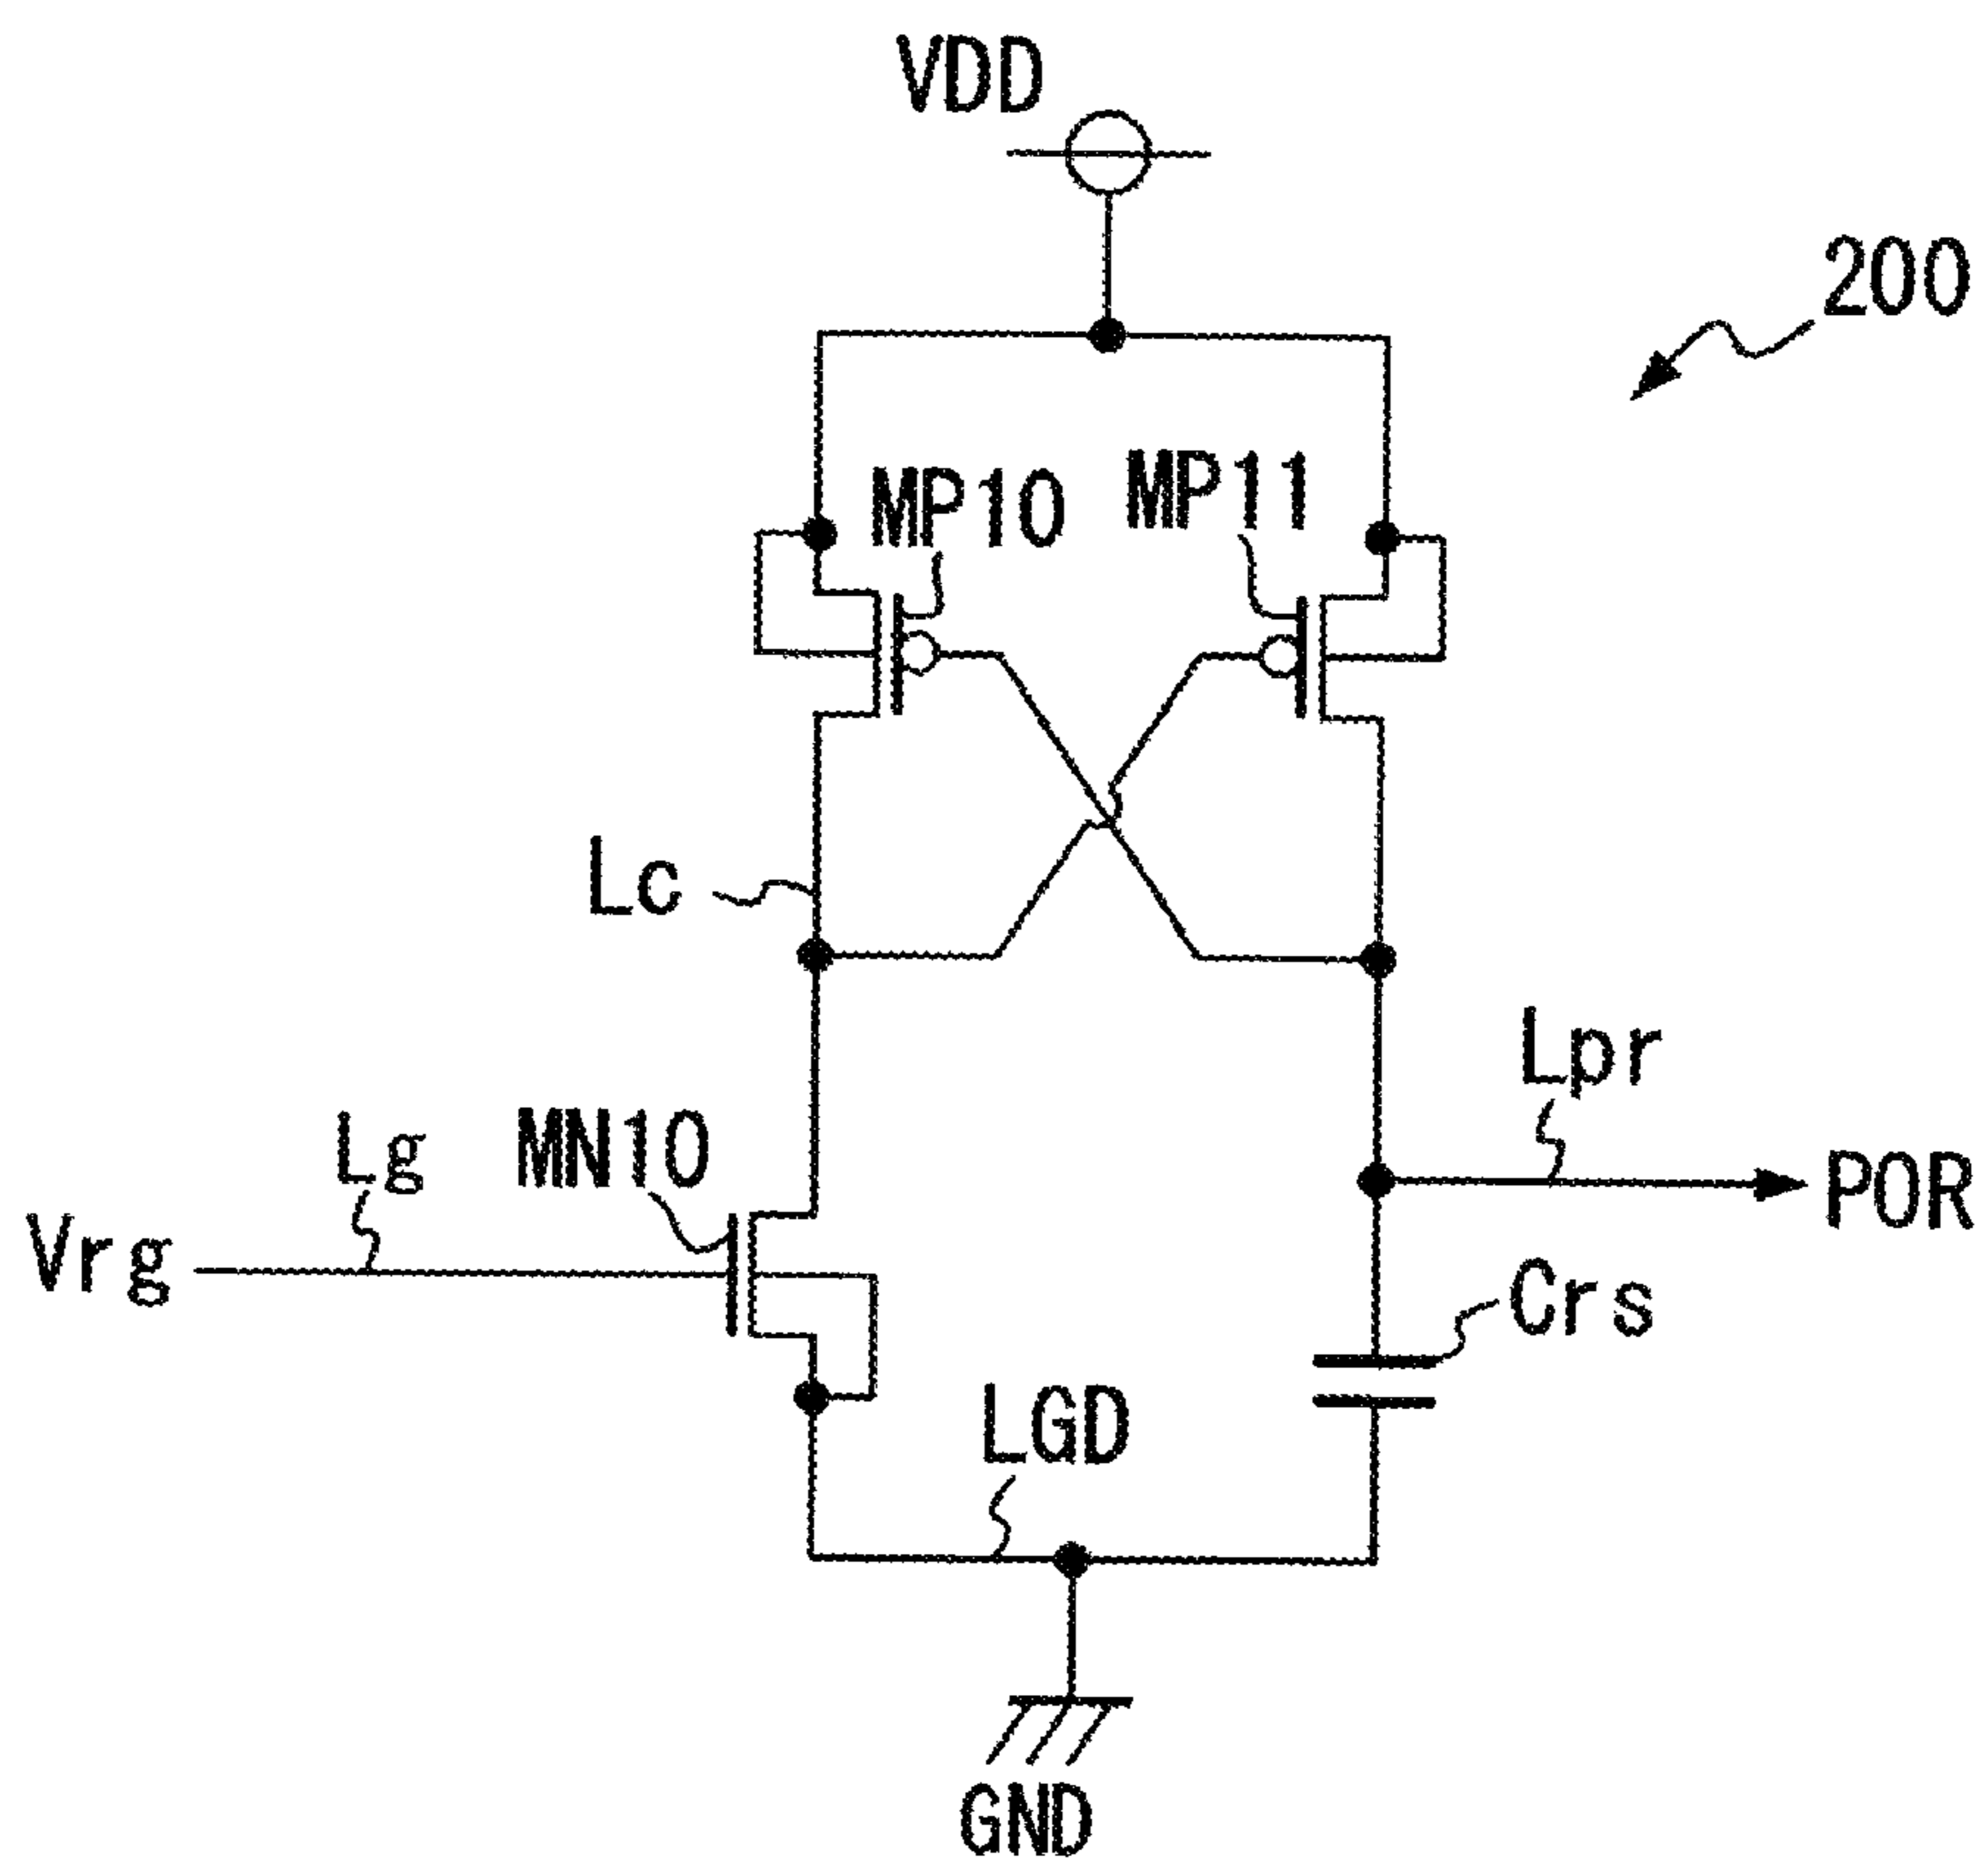 VDD
200
MP10
MP11
Lc
Lpr
Lg
MN10
POR
Vrg
Crs
LGD
GND